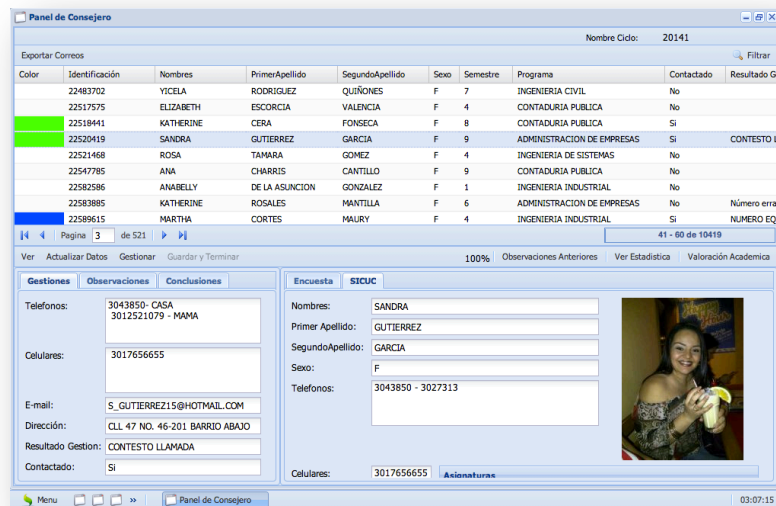 Panel de Consejero
Nombre Ciclo: 20141
Exportar Correos Filtrar
Color Identificación Nombres PrimerApellido SegundoApellido Sexo Semestre Programa Contactado Resultado G
22483702 YICELA RODRIGUEZ QUIÑONES F 7 INGENIERIA CIVIL No
22517575 ELIZABETH ESCORCIA VALENCIA F 4 CONTADURIA PUBLICA No
22518441 KATHERINE CERA FONSECA F 8 CONTADURIA PUBLICA Si
22520419 SANDRA GUTIERREZ GARCIA F 9 ADMINISTRACION DE EMPRESAS Si CONTESTO L
22521468 ROSA TAMARA GOMEZ F 4 INGENIERIA DE SISTEMAS No
22547785 ANA CHARRIS CANTILLO F 9 CONTADURIA PUBLICA No
22582586 ANABELLY DE LA ASUNCION GONZALEZ F 1 INGENIERIA INDUSTRIAL No
22583885 KATHERINE ROSALES MANTILLA F 6 ADMINISTRACION DE EMPRESAS No Número erra
22589615 MARTHA CORTES MAURY F 4 INGENIERIA INDUSTRIAL Si NUMERO EQ
Pagina 3 de 521 41 - 60 de 10419
Ver Actualizar Datos Gestionar Guardar y Terminar 100% Observaciones Anteriores Ver Estadistica Valoración Academica
Gestiones Observaciones Conclusiones
Telefonos: 3043850- CASA
3012521079 - MAMA
Celulares: 3017656655
E-mail: S_GUTIERREZ15@HOTMAIL.COM
Dirección: CLL 47 NO. 46-201 BARRIO ABAJO
Resultado Gestion: CONTESTO LLAMADA
Contactado: Si
Encuesta SICUC
Nombres: SANDRA
Primer Apellido: GUTIERREZ
SegundoApellido: GARCIA
Sexo: F
Telefonos: 3043850 - 3027313
Celulares: 3017656655 Asignaturas
Menu » Panel de Consejero 03:07:15